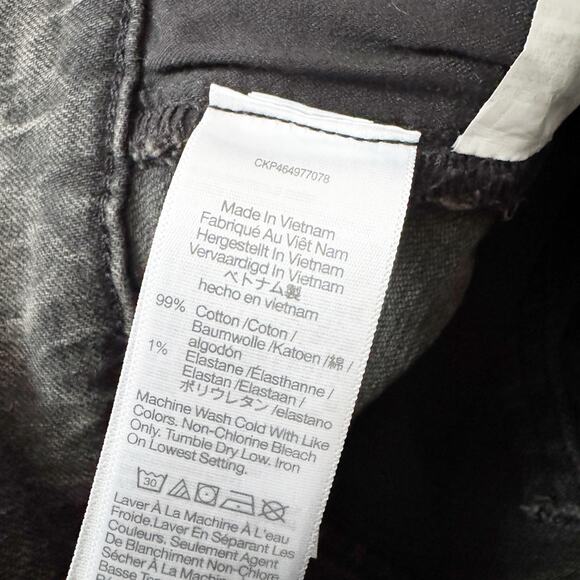 CKP464977078
Made In Vietnam
Fabriqué Au Viêt Nam
Hergestellt In Vietnam
Vervaardigd In Vietnam
ベトナム製
hecho en vietnam
99% Cotton /Coton /
Baumwolle /Katoen /綿 /
algodón
1% Elastane /Élasthanne /
Elastan /Elastaan /
ポリウレタン /elastano
Machine Wash Cold With Like
Colors. Non-Chlorine Bleach
Only. Tumble Dry Low. Iron
On Lowest Setting.
30
Laver À La Machine À L'eau
Froide.Laver En Séparant Les
Couleurs. Seulement Agent
De Blanchiment Non-Chloré
Sécher À La Machine
Basse